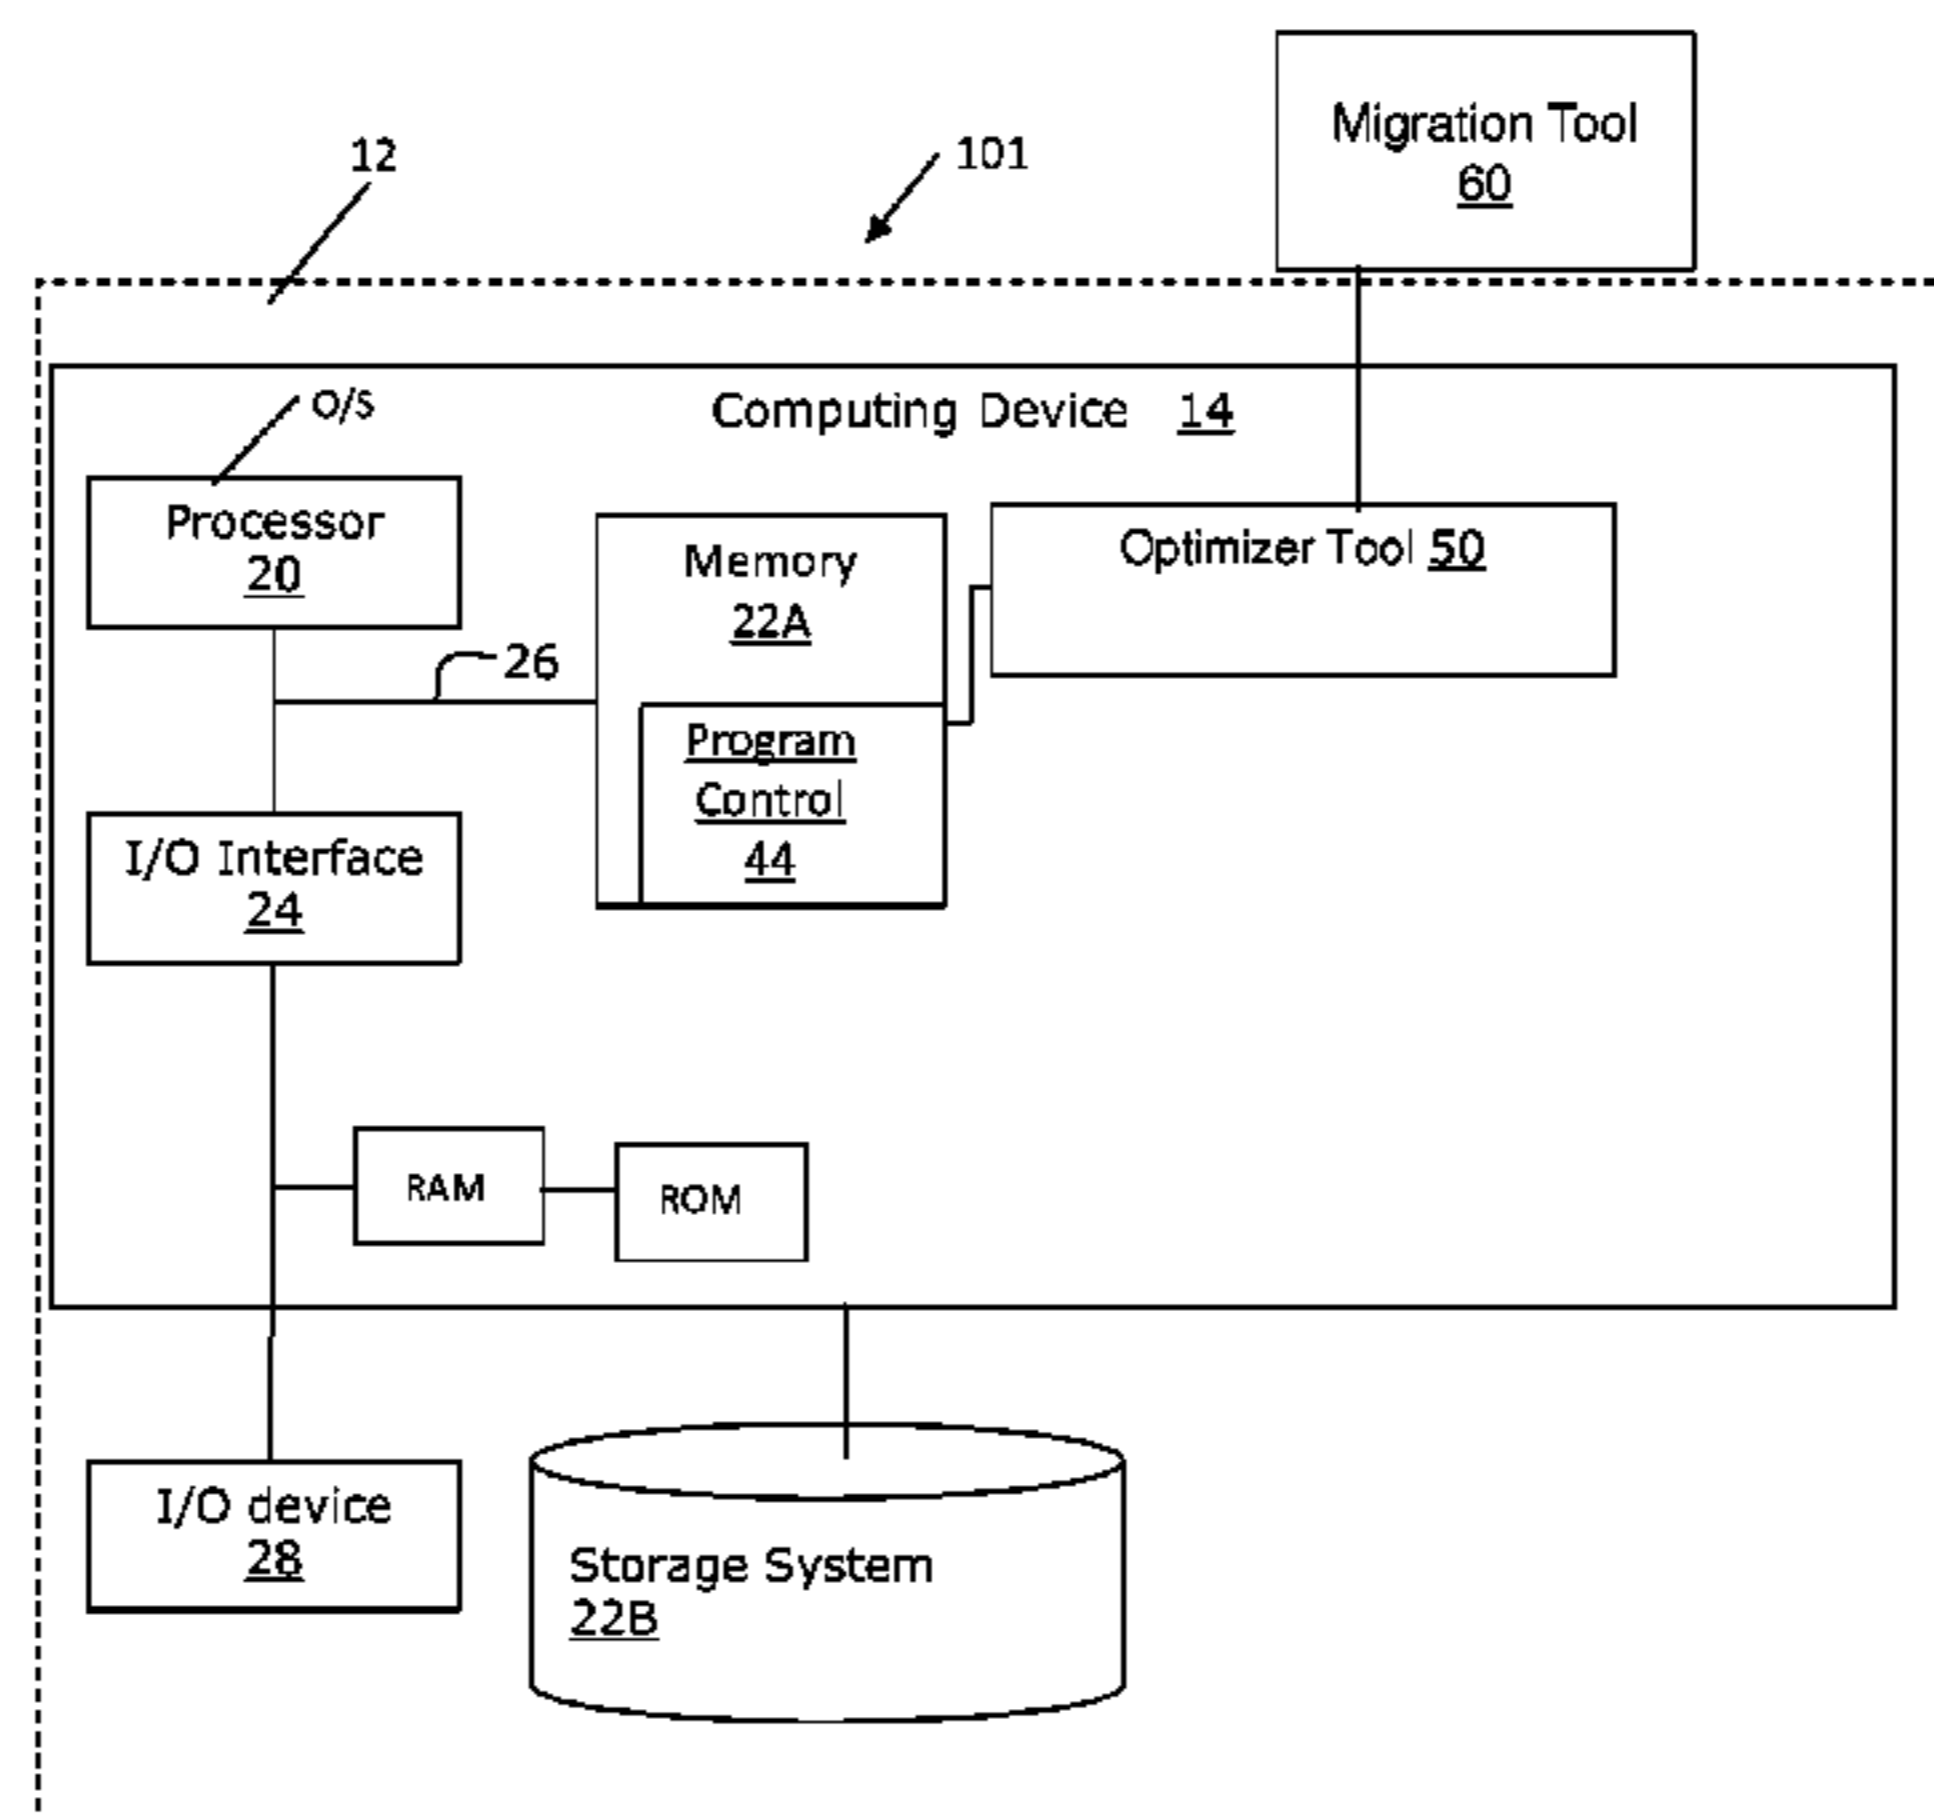 Migration Tool
60
12
101
O/S
Computing Device 14
Processor
20
Memory
22A
Optimizer Tool 50
26
Program
Control
44
I/O Interface
24
RAM
ROM
I/O device
28
Storage System
22B